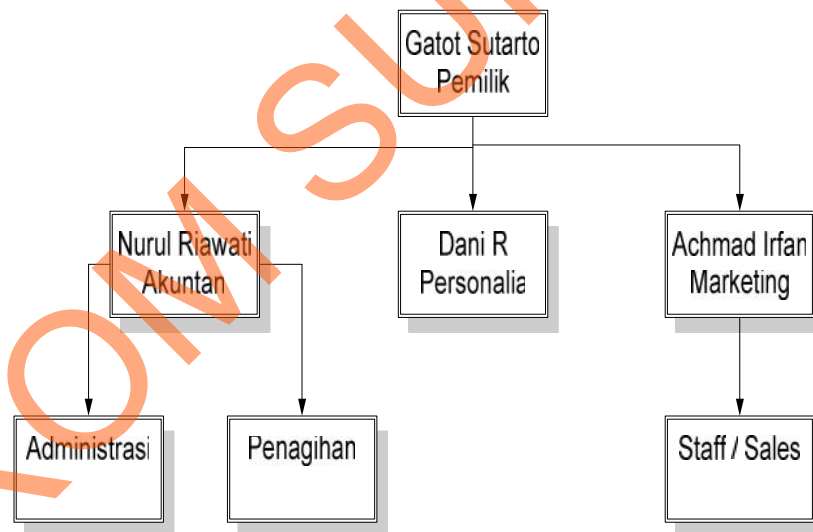 Gatot Sutarto
Pemilik
Nurul Riawati
Akuntan
Dani R
Personalia
Achmad Irfan
Marketing
Administrasi
Penagihan
Staff / Sales